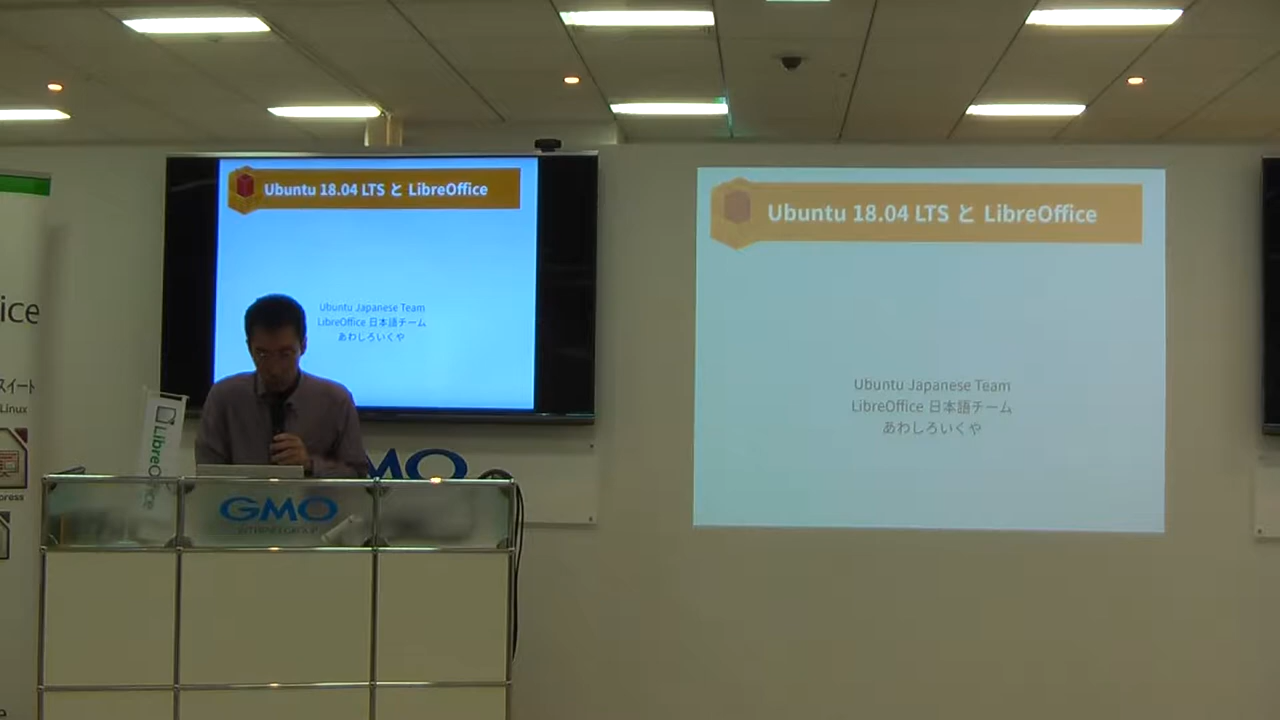 Ubuntu 18.04 LTS と LibreOffice
Ubuntu Japanese Team
LibreOffice 日本語チーム
あわしろいくや
Ubuntu 18.04 LTS と LibreOffice
Ubuntu Japanese Team
LibreOffice 日本語チーム
あわしろいくや
ice
スイート
Linux
press
LibreOffice
GMO
GMO
INTERNET GROUP